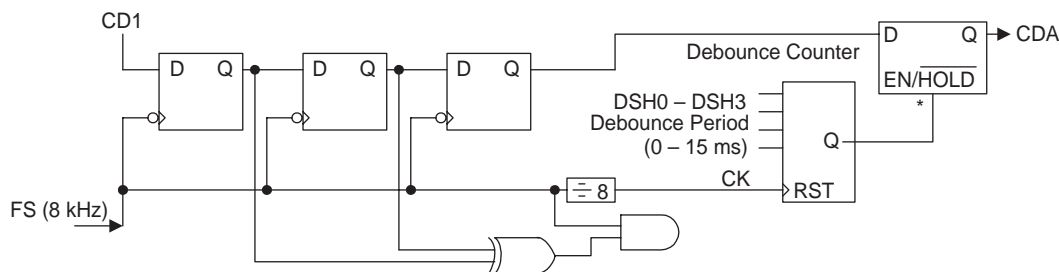 CD1
D Q
D Q
D Q
Debounce Counter
D Q
CDA
EN/HOLD
*
DSH0 – DSH3
Debounce Period
(0 – 15 ms)
Q
CK
RST
÷ 8
FS (8 kHz)